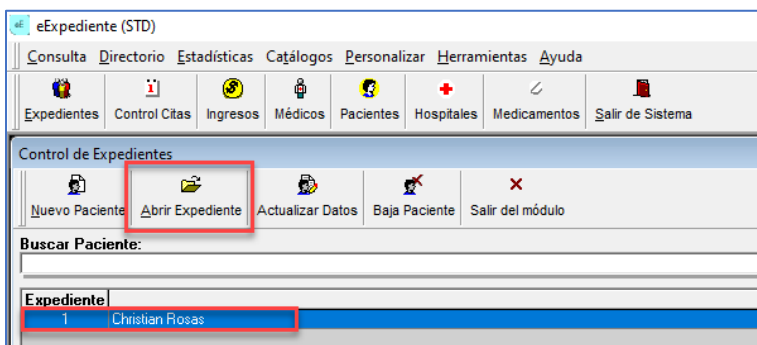 eE eExpediente (STD)
Consulta Directorio Estadísticas Catálogos Personalizar Herramientas Ayuda
Expedientes Control Citas Ingresos Médicos Pacientes Hospitales Medicamentos Salir de Sistema
Control de Expedientes
Nuevo Paciente Abrir Expediente Actualizar Datos Baja Paciente Salir del módulo
Buscar Paciente:
Expediente
1 Christian Rosas